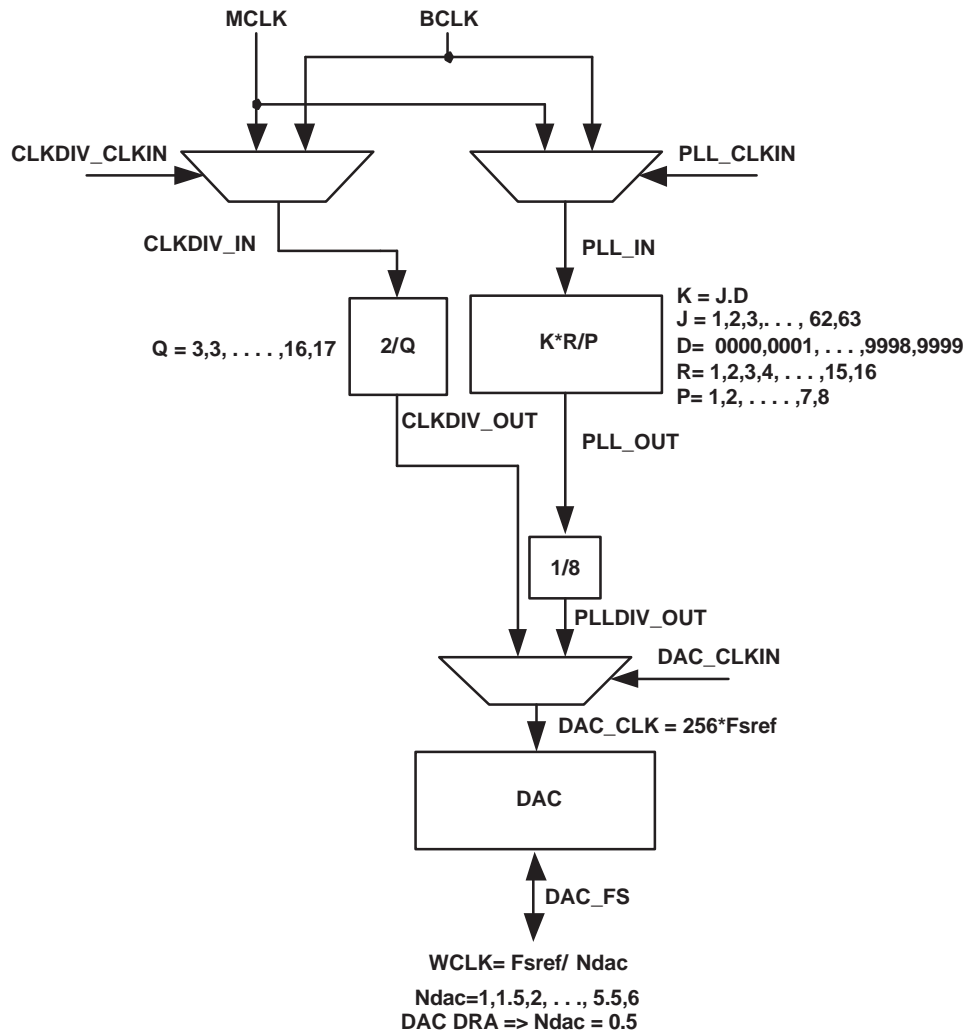 MCLK BCLK
CLKDIV_CLKIN PLL_CLKIN
CLKDIV_IN PLL_IN
K = J.D
J = 1,2,3,. . . , 62,63
Q = 3,3, . . . . ,16,17 2/Q K*R/P D= 0000,0001, . . . ,9998,9999
R= 1,2,3,4, . . . ,15,16
P= 1,2, . . . . ,7,8
CLKDIV_OUT PLL_OUT
1/8
PLLDIV_OUT
DAC_CLKIN
DAC_CLK = 256*Fsref
DAC
DAC_FS
WCLK= Fsref/ Ndac
Ndac=1,1.5,2, . . ., 5.5,6
DAC DRA => Ndac = 0.5